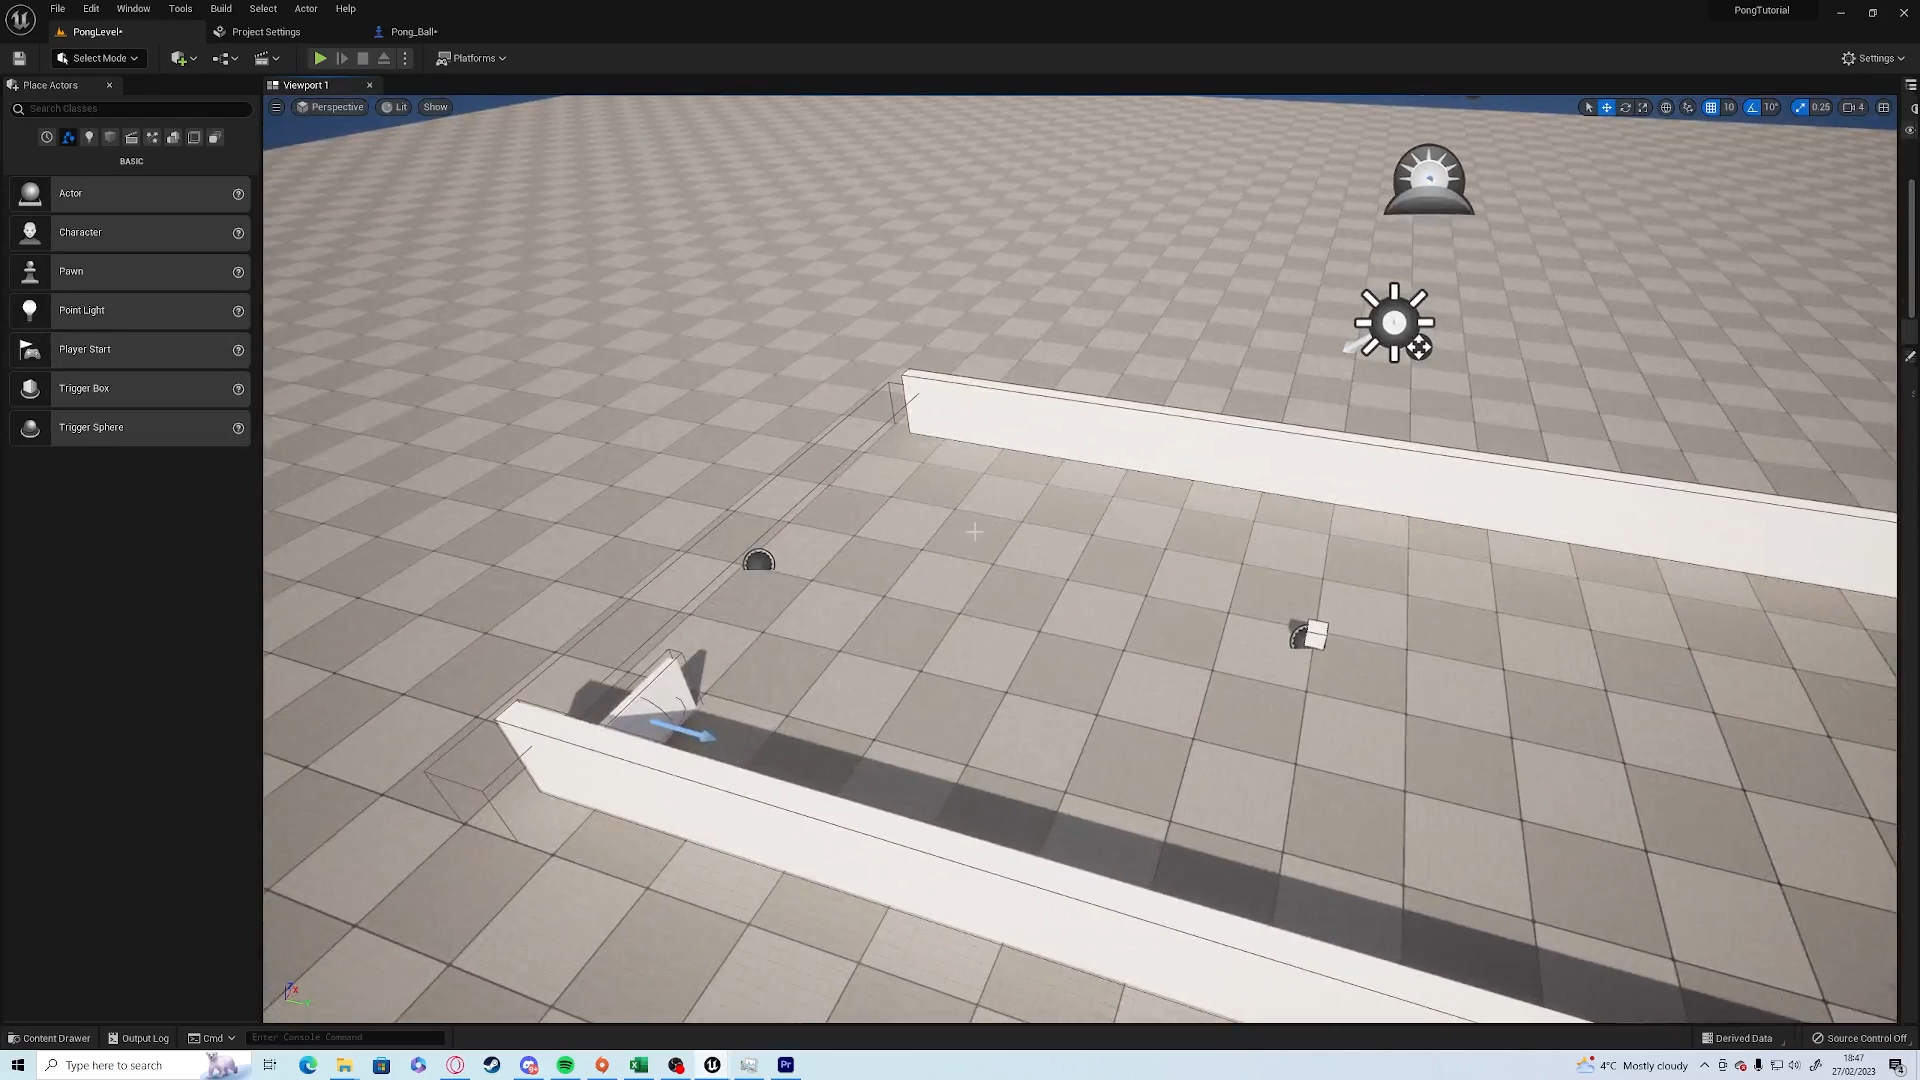 File Edit Window Tools Build Select Actor Help
PongTutorial
PongLevel•
Project Settings
Pong_Ball•
Select Mode
Platforms
Settings
Place Actors
Viewport 1
Search Classes
Perspective
Lit
Show
10
10°
0.25
4
BASIC
Actor
Character
Pawn
Point Light
Player Start
Trigger Box
Trigger Sphere
Content Drawer
Output Log
Cmd
Enter Console Command
Derived Data
Source Control Off
Type here to search
4°C Mostly cloudy
18:47
27/02/2023